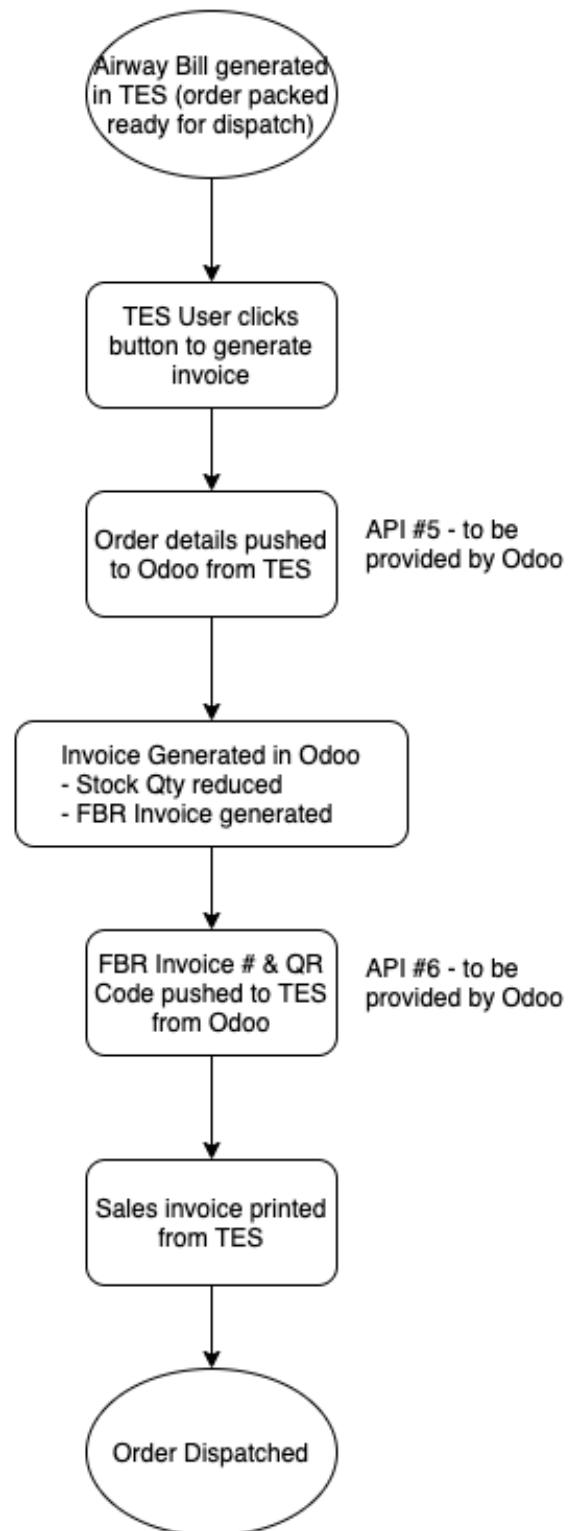 Airway Bill generated
in TES (order packed
ready for dispatch)
TES User clicks
button to generate
invoice
Order details pushed
to Odoo from TES
API #5 - to be
provided by Odoo
Invoice Generated in Odoo
- Stock Qty reduced
- FBR Invoice generated
FBR Invoice # & QR
Code pushed to TES
from Odoo
API #6 - to be
provided by Odoo
Sales invoice printed
from TES
Order Dispatched